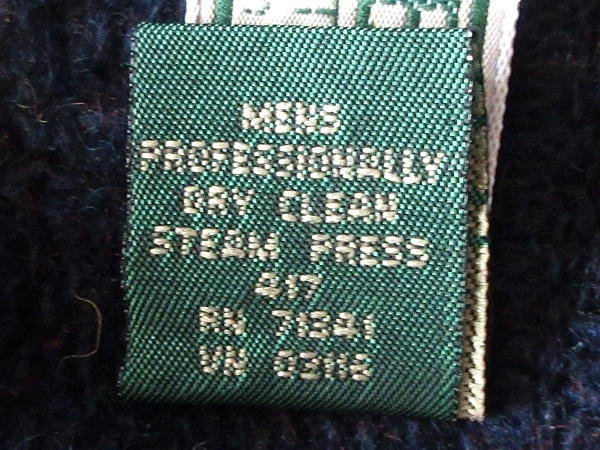 MENS
PROFESSIONALLY
DRY CLEAN
STEAM PRESS
417
RN 71341
VN 03118